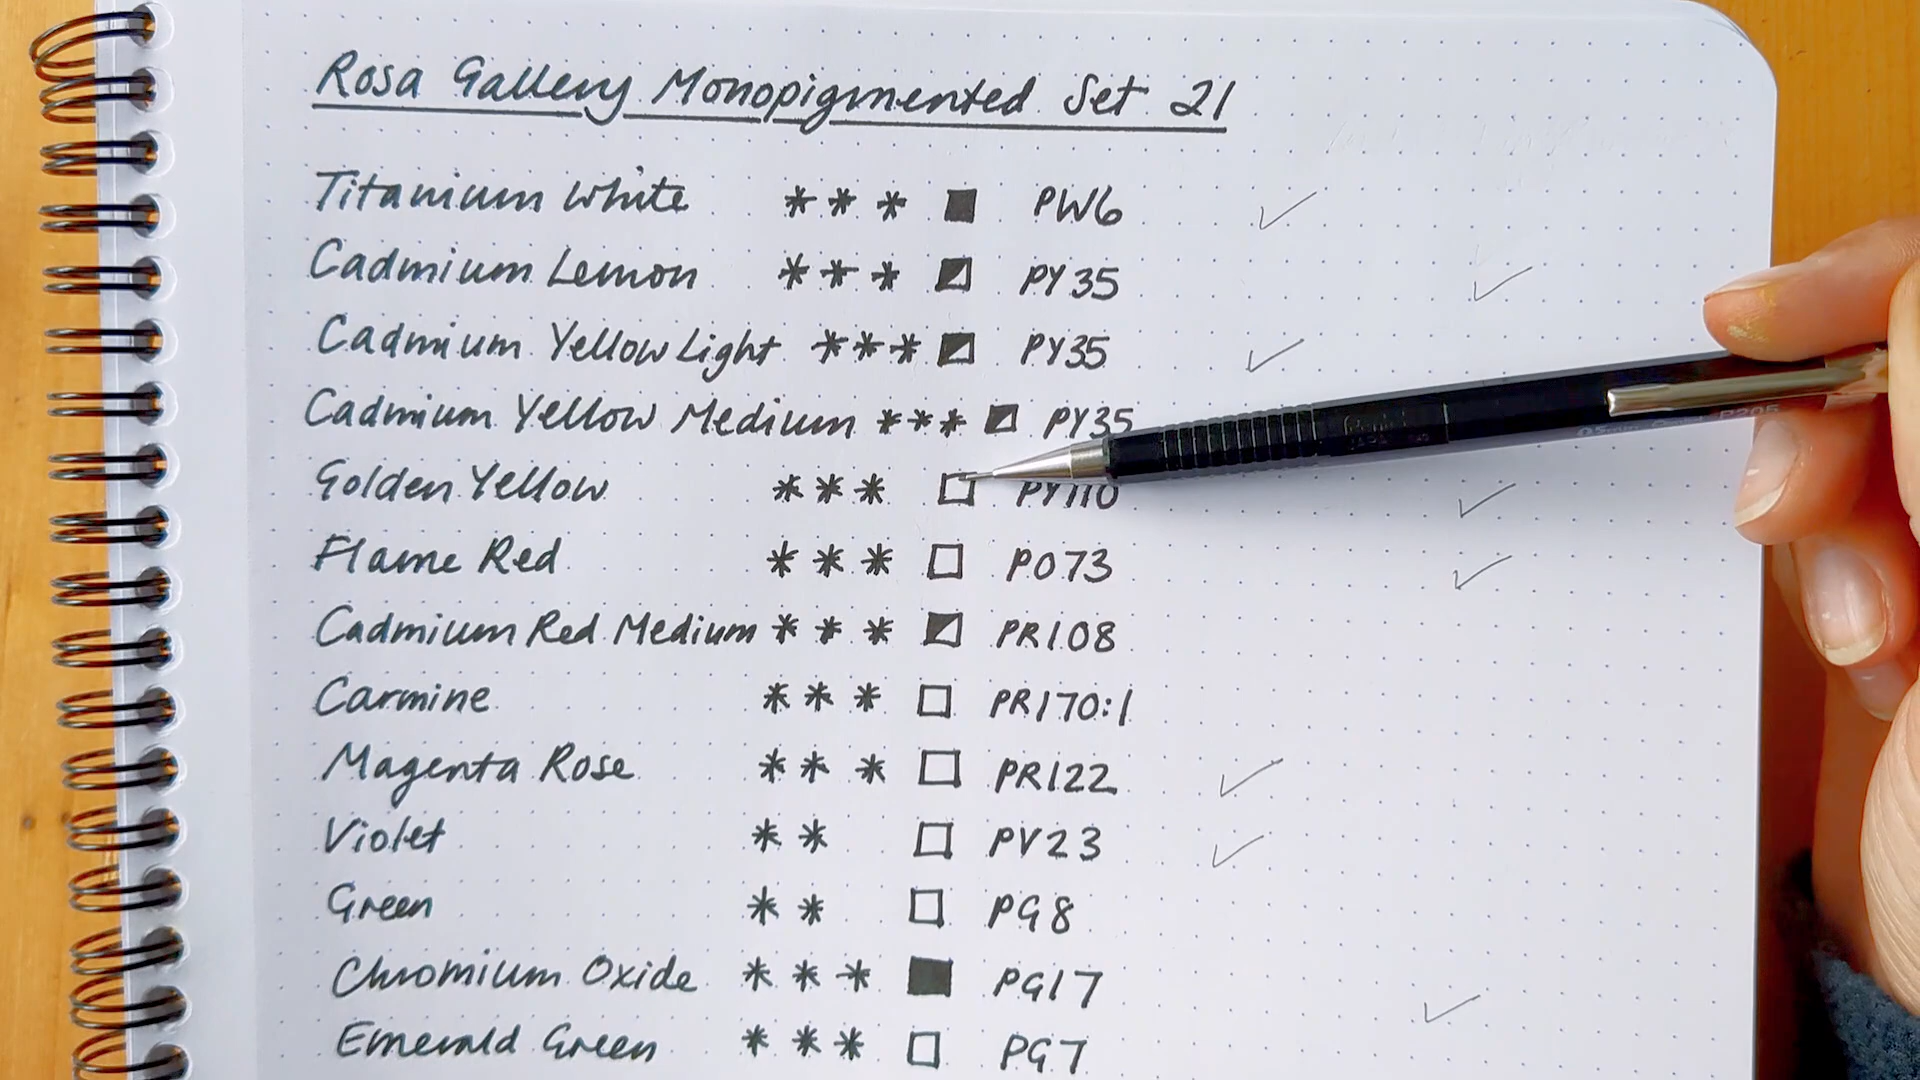 Rosa Gallery Monopigmented Set 21
Titanium White * * * ■ PW6 ✓
Cadmium Lemon * * * ◪ PY35 ✓
Cadmium Yellow Light * * * ◪ PY35 ✓
Cadmium Yellow Medium * * * ◪ PY35
Golden Yellow * * * □ PY110 ✓
Flame Red * * * □ PO73 ✓
Cadmium Red Medium * * * ◪ PR108
Carmine * * * □ PR170:1
Magenta Rose * * * □ PR122 ✓
Violet * * □ PV23 ✓
Green * * □ PG8
Chromium Oxide * * * ■ PG17 ✓
Emerald Green * * * □ PG7